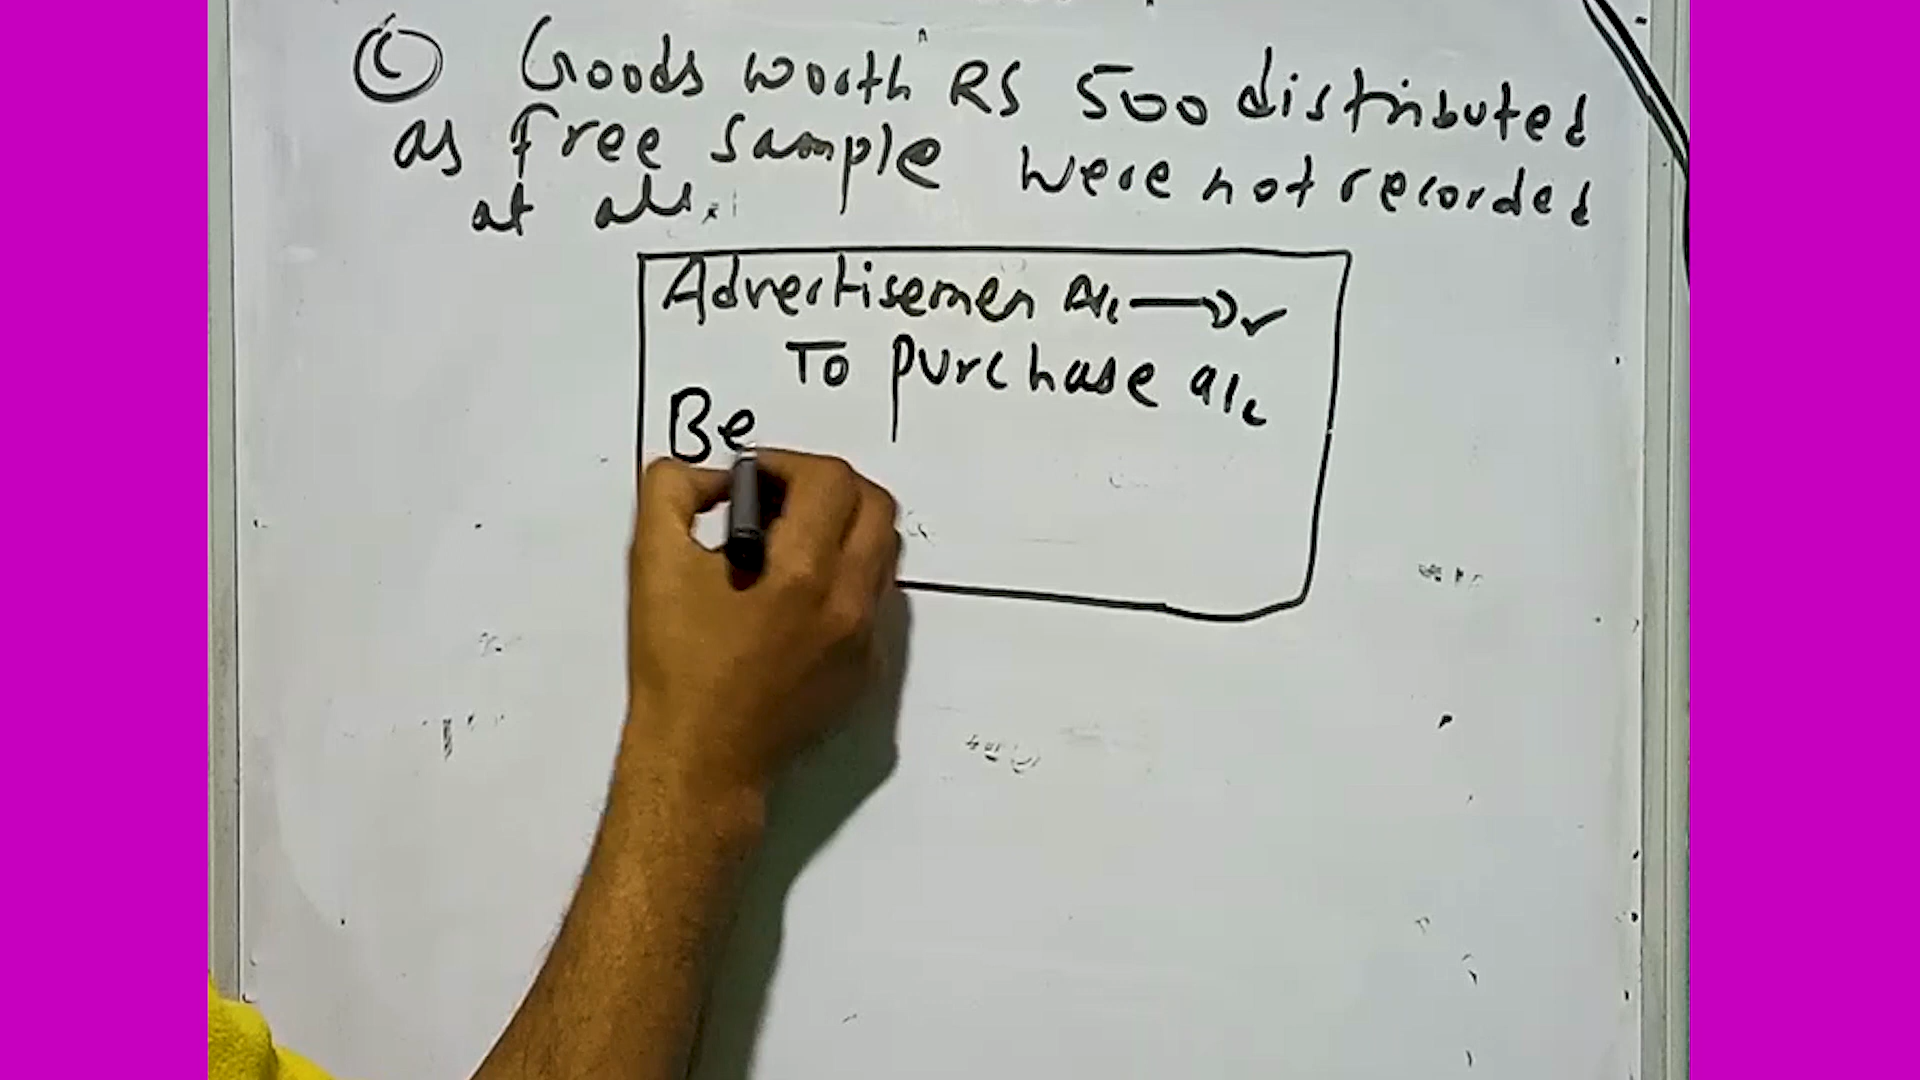 (C) Goods worth RS 500 distributed
as free sample were not recorded
at all.
Advertisemen A/c → Dr
To purchase a/c
Be